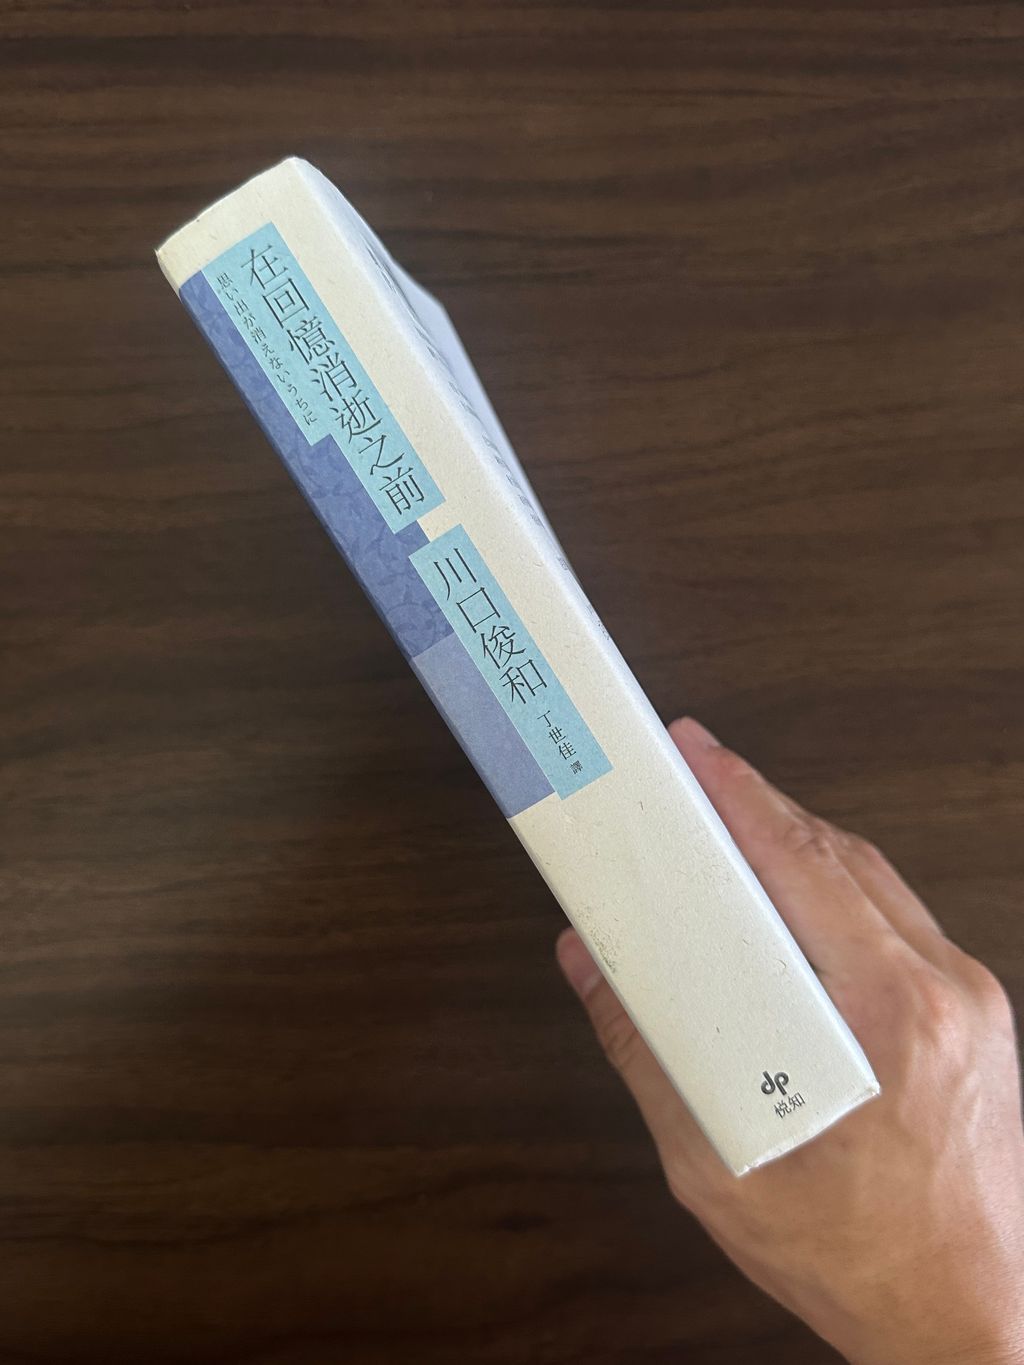 在回憶消逝之前
思い出が消えないうちに
川口俊和
丁世佳 譯
dp
悦知